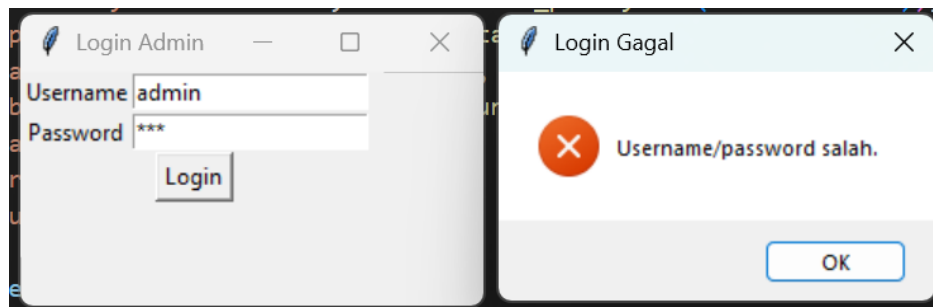 Login Admin
Username admin
Password ***
Login
Login Gagal
Username/password salah.
OK